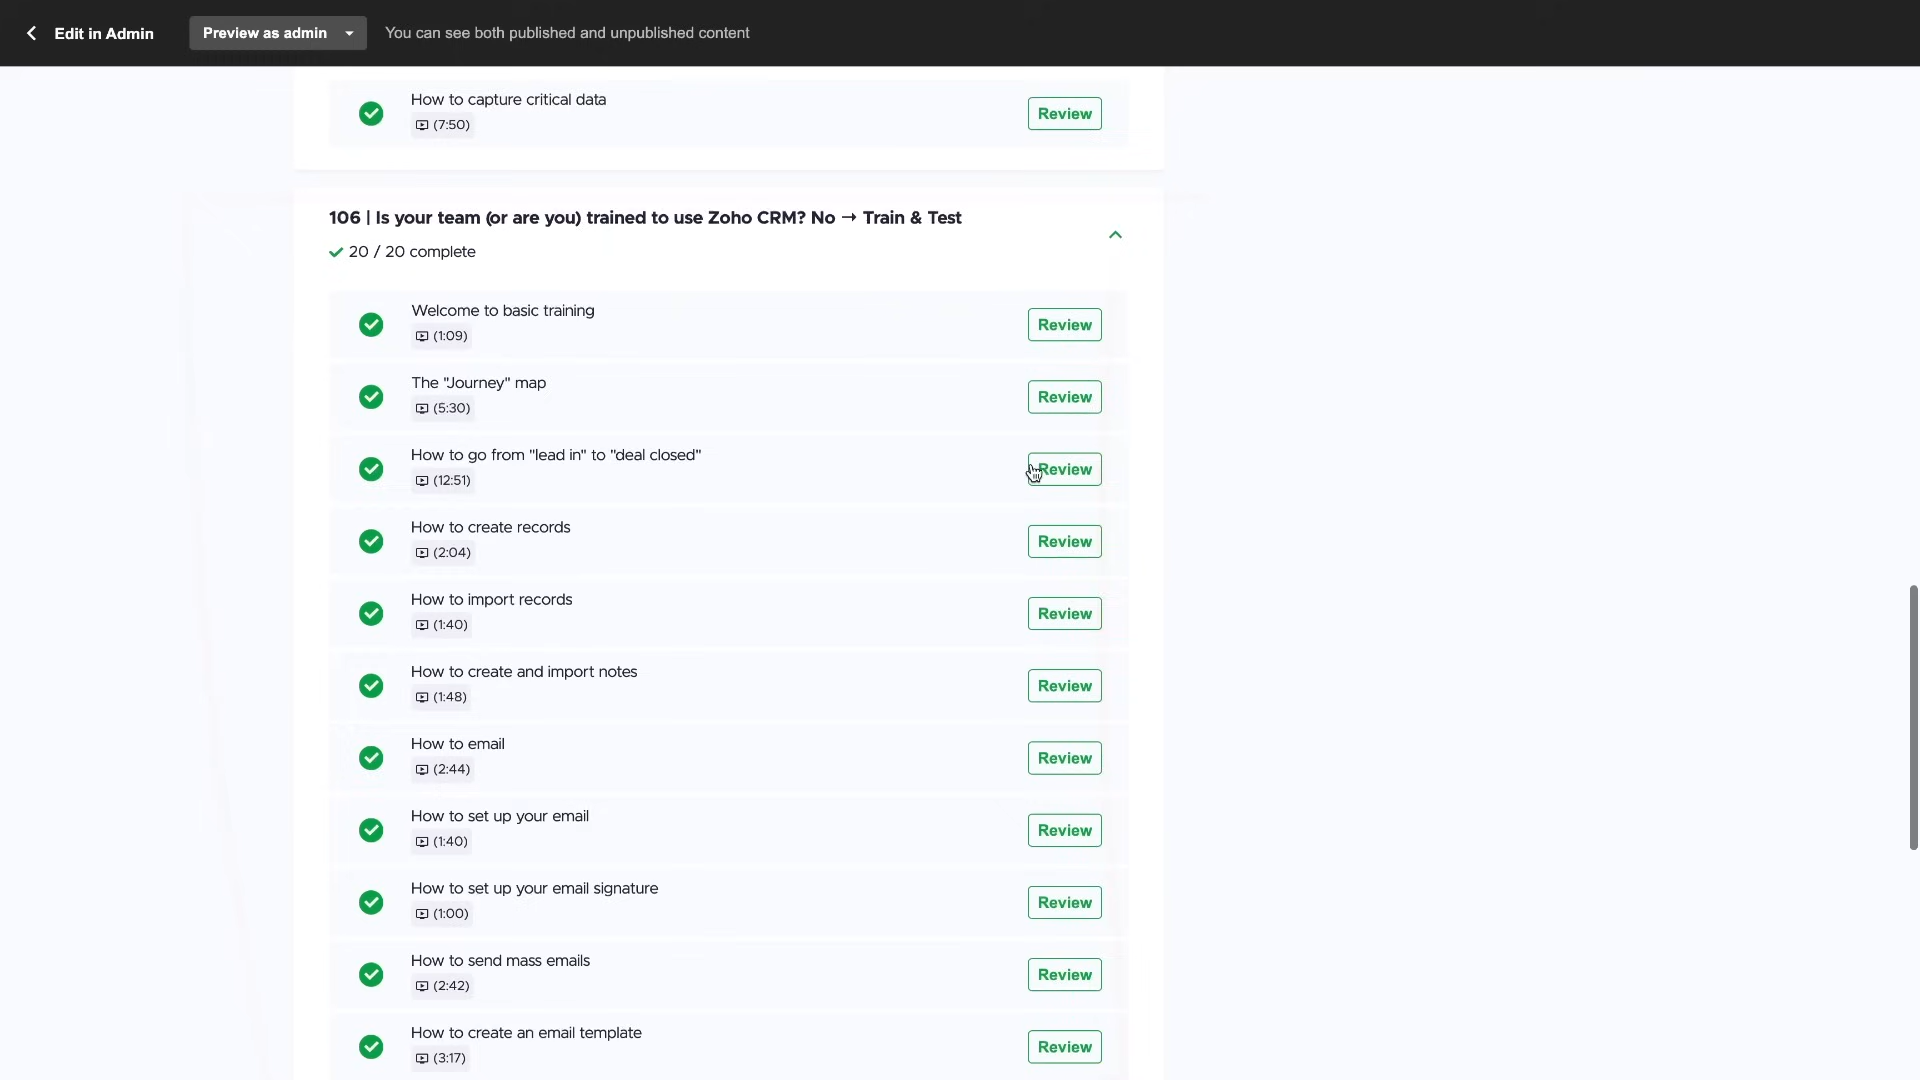 Edit in Admin
Preview as admin
You can see both published and unpublished content
How to capture critical data
(7:50)
Review
106 | Is your team (or are you) trained to use Zoho CRM? No → Train & Test
20 / 20 complete
Welcome to basic training
(1:09)
Review
The "Journey" map
(5:30)
Review
How to go from "lead in" to "deal closed"
(12:51)
Review
How to create records
(2:04)
Review
How to import records
(1:40)
Review
How to create and import notes
(1:48)
Review
How to email
(2:44)
Review
How to set up your email
(1:40)
Review
How to set up your email signature
(1:00)
Review
How to send mass emails
(2:42)
Review
How to create an email template
(3:17)
Review